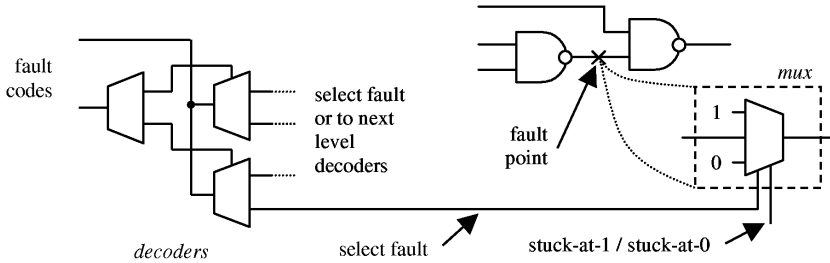 fault
codes
select fault
or to next
level
decoders
decoders
fault
point
mux
1
0
select fault
stuck-at-1 / stuck-at-0